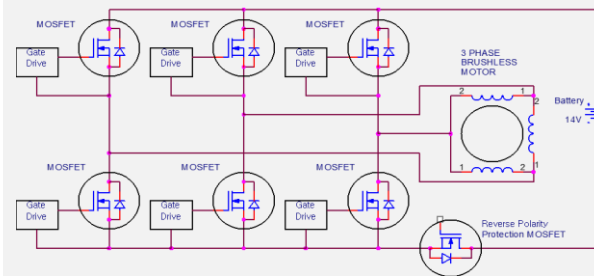 MOSFET
MOSFET
MOSFET
Gate
Drive
Gate
Drive
Gate
Drive
3 PHASE
BRUSHLESS
MOTOR
2
1
2
Battery
14V
1
1
2
MOSFET
MOSFET
MOSFET
Gate
Drive
Gate
Drive
Gate
Drive
Reverse Polarity
Protection MOSFET